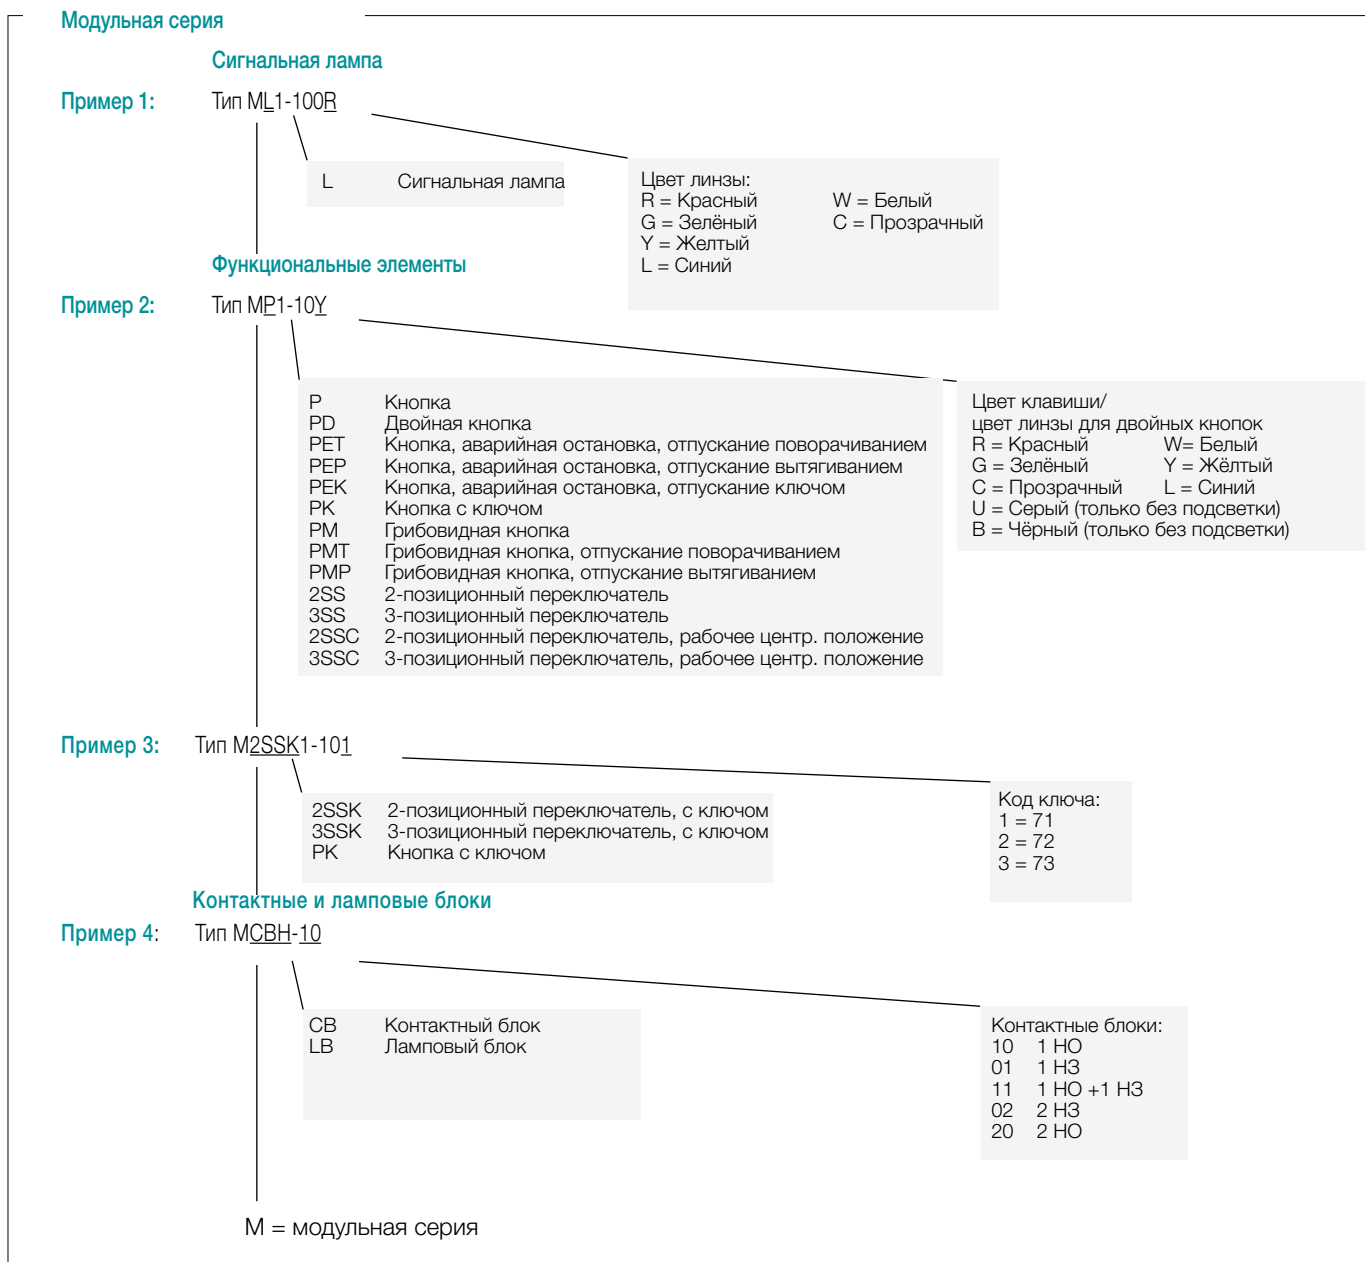 Модульная серия
Сигнальная лампа
Пример 1: Тип ML1-100R
L Сигнальная лампа
Цвет линзы:
R = Красный W = Белый
G = Зелёный C = Прозрачный
Y = Желтый
L = Синий
Функциональные элементы
Пример 2: Тип MP1-10Y
P Кнопка
PD Двойная кнопка
PET Кнопка, аварийная остановка, отпускание поворачиванием
PEP Кнопка, аварийная остановка, отпускание вытягиванием
PEK Кнопка, аварийная остановка, отпускание ключом
PK Кнопка с ключом
PM Грибовидная кнопка
PMT Грибовидная кнопка, отпускание поворачиванием
PMP Грибовидная кнопка, отпускание вытягиванием
2SS 2-позиционный переключатель
3SS 3-позиционный переключатель
2SSC 2-позиционный переключатель, рабочее центр. положение
3SSC 3-позиционный переключатель, рабочее центр. положение
Цвет клавиши/
цвет линзы для двойных кнопок
R = Красный W= Белый
G = Зелёный Y = Жёлтый
C = Прозрачный L = Синий
U = Серый (только без подсветки)
B = Чёрный (только без подсветки)
Пример 3: Тип M2SSK1-101
2SSK 2-позиционный переключатель, с ключом
3SSK 3-позиционный переключатель, с ключом
PK Кнопка с ключом
Код ключа:
1 = 71
2 = 72
3 = 73
Контактные и ламповые блоки
Пример 4: Тип MCBH-10
CB Контактный блок
LB Ламповый блок
Контактные блоки:
10 1 НО
01 1 НЗ
11 1 НО +1 НЗ
02 2 НЗ
20 2 НО
M = модульная серия